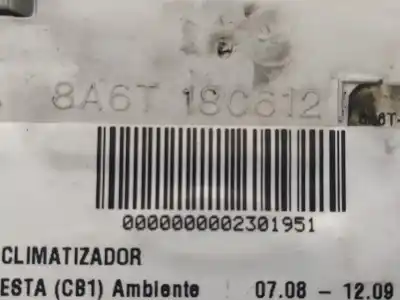 8A6T 18C612
0000000002301951
CLIMATIZADOR
ESTA (CB1) Ambiente 07.08 - 12.09